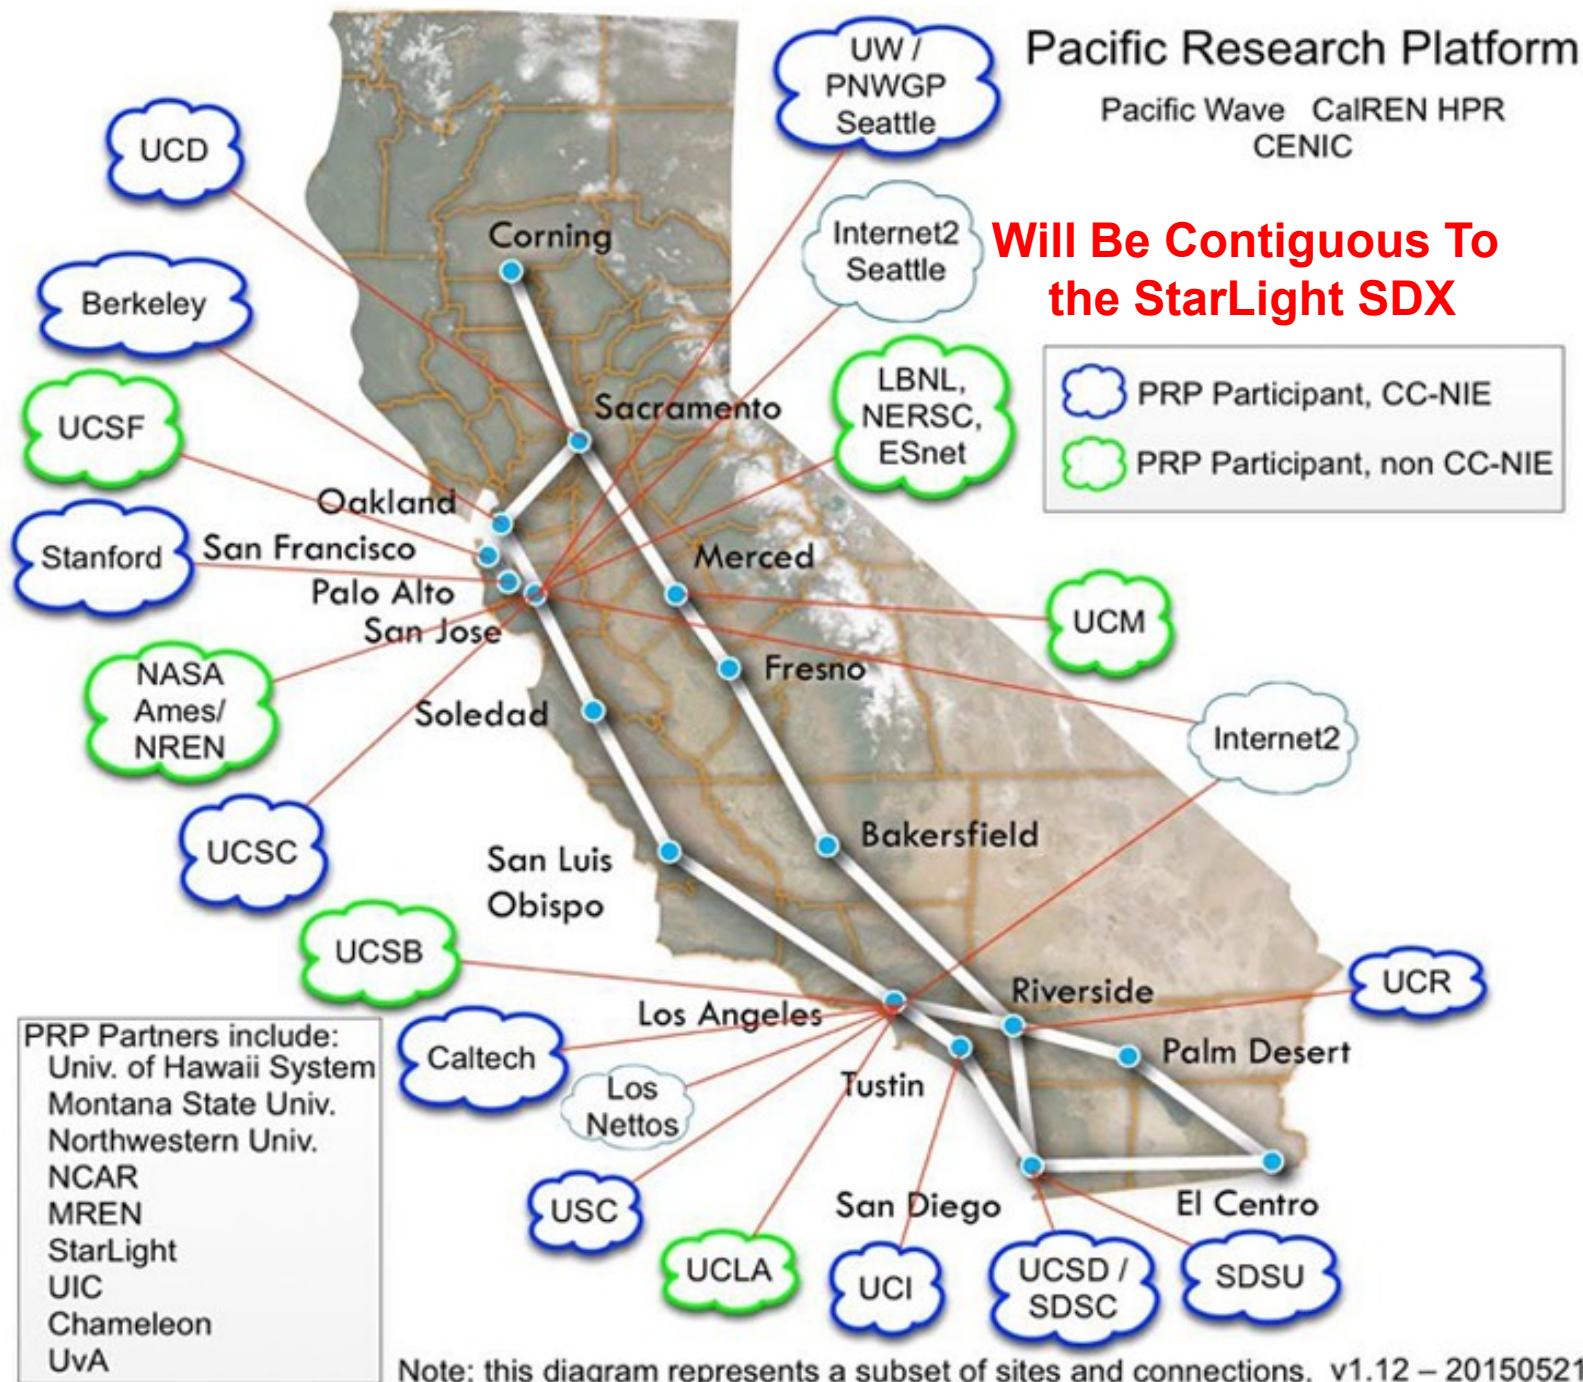 Pacific Research Platform
Pacific Wave CalREN HPR
CENIC
Will Be Contiguous To
the StarLight SDX
PRP Participant, CC-NIE
PRP Participant, non CC-NIE
UW /
PNWGP
Seattle
Internet2
Seattle
LBNL,
NERSC,
ESnet
UCD
Berkeley
UCSF
Stanford
NASA
Ames/
NREN
UCSC
UCSB
Caltech
Los
Nettos
USC
UCLA
UCI
UCSD /
SDSC
SDSU
UCR
Internet2
UCM
Corning
Sacramento
Oakland
San Francisco
Palo Alto
San Jose
Merced
Fresno
Soledad
Bakersfield
San Luis
Obispo
Los Angeles
Riverside
Tustin
Palm Desert
San Diego
El Centro
PRP Partners include:
Univ. of Hawaii System
Montana State Univ.
Northwestern Univ.
NCAR
MREN
StarLight
UIC
Chameleon
UvA
Note: this diagram represents a subset of sites and connections. v1.12 – 20150521